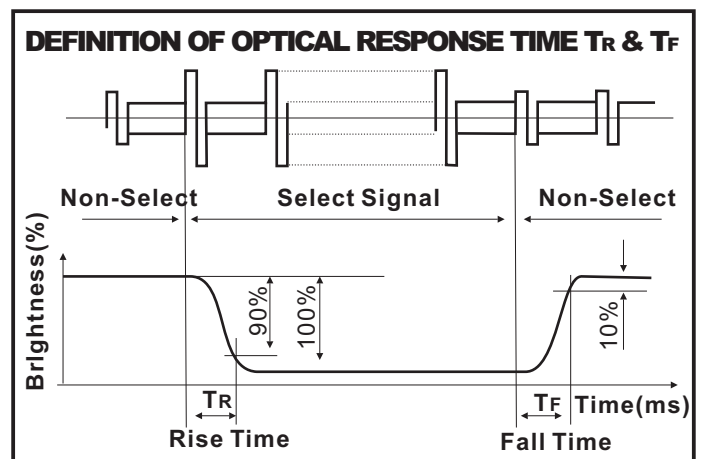 DEFINITION OF OPTICAL RESPONSE TIME TR & TF
Non-Select Select Signal Non-Select
BrIghtness(%)
90%
100%
10%
TR TF Time(ms)
Rise Time Fall Time